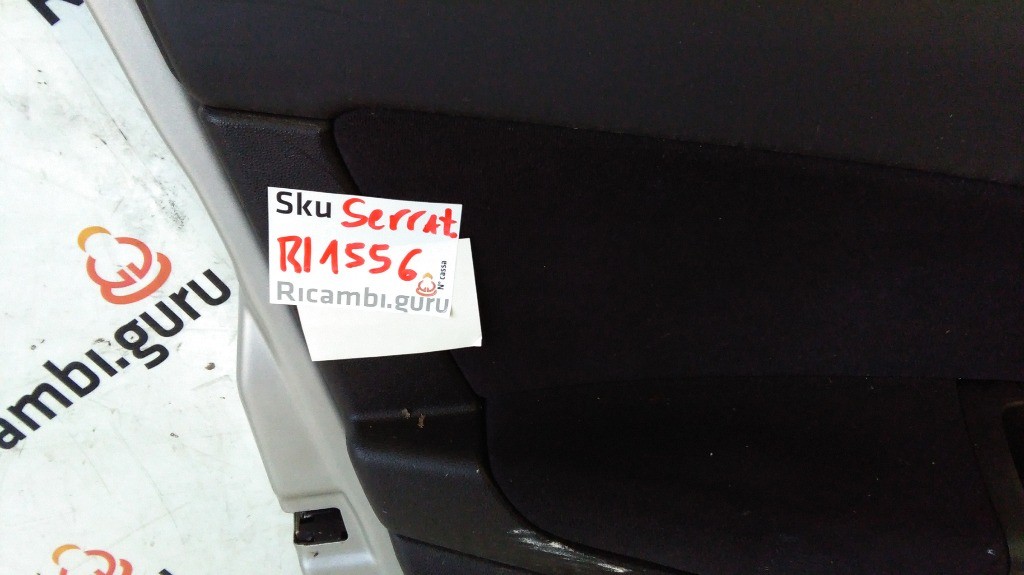 Sku Serrat
RI1556
N° cassa
Ricambi.guru
ambi.guru